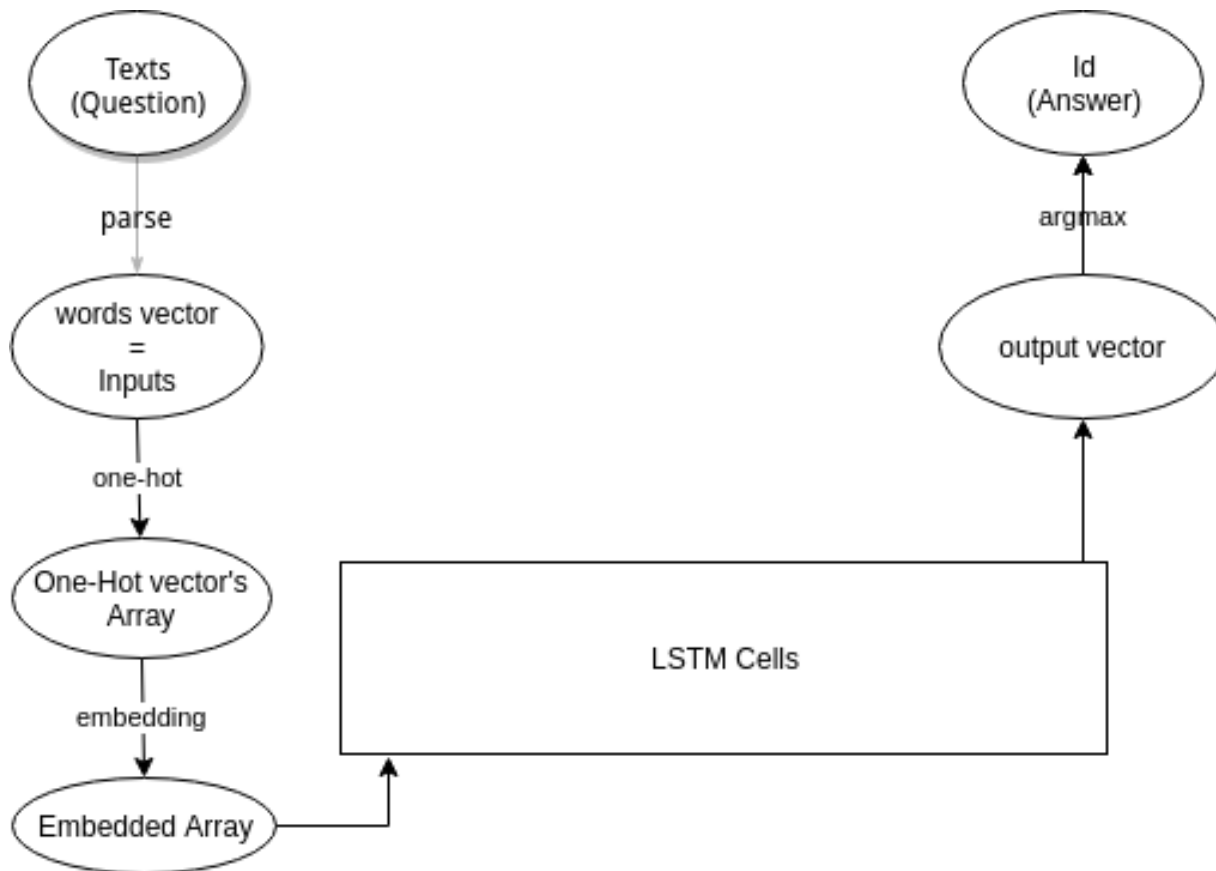 Texts
(Question)
parse
words vector
=
Inputs
one-hot
One-Hot vector's
Array
embedding
Embedded Array
LSTM Cells
output vector
argmax
Id
(Answer)